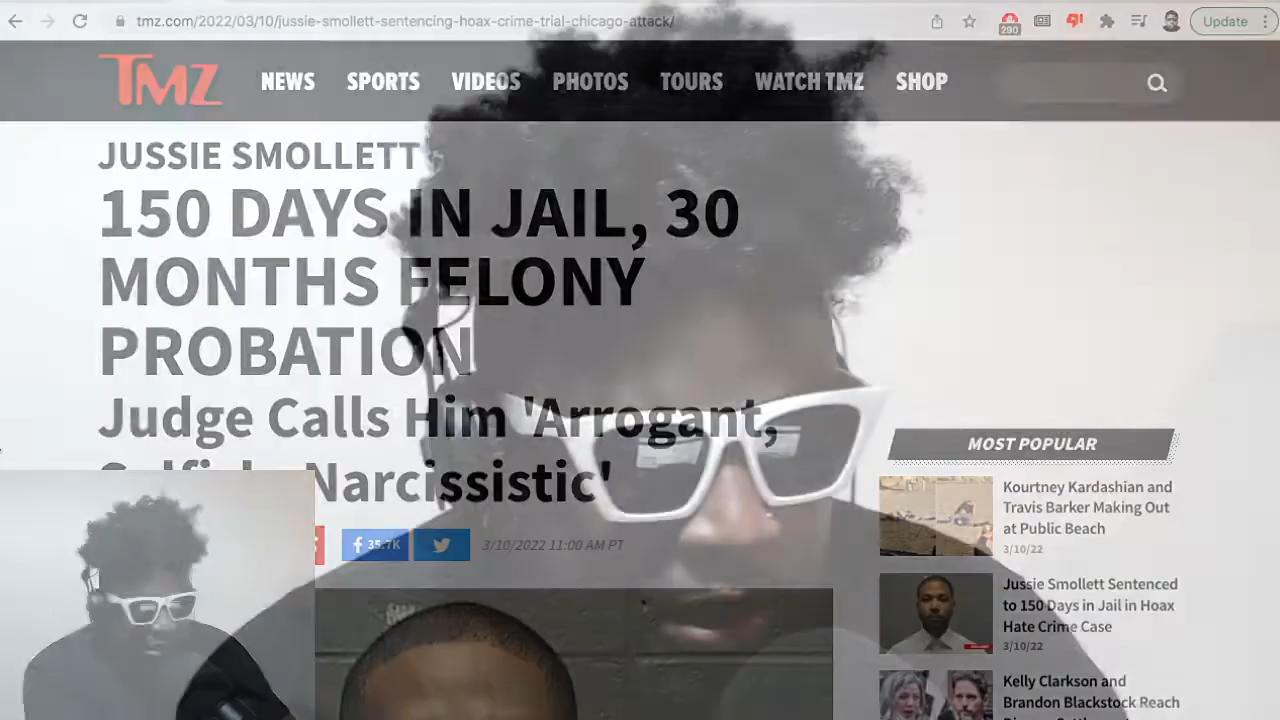 tmz.com/2022/03/10/jussie-smollett-sentencing-hoax-crime-trial-chicago-attack/
290
Update
TMZ
NEWS SPORTS VIDEOS PHOTOS TOURS WATCH TMZ SHOP
JUSSIE SMOLLETT
150 DAYS IN JAIL, 30
MONTHS FELONY
PROBATION
Judge Calls Him 'Arrogant,
Narcissistic'
35.7K
3/10/2022 11:00 AM PT
MOST POPULAR
Kourtney Kardashian and
Travis Barker Making Out
at Public Beach
3/10/22
Jussie Smollett Sentenced
to 150 Days in Jail in Hoax
Hate Crime Case
3/10/22
Kelly Clarkson and
Brandon Blackstock Reach